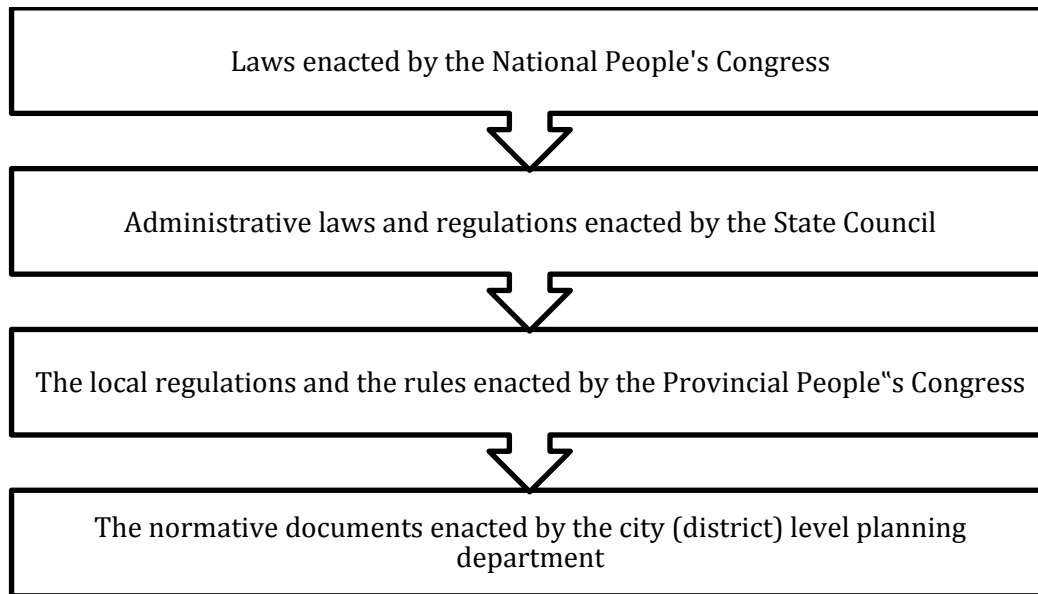 Laws enacted by the National People's Congress
Administrative laws and regulations enacted by the State Council
The local regulations and the rules enacted by the Provincial People‟s Congress
The normative documents enacted by the city (district) level planning
department